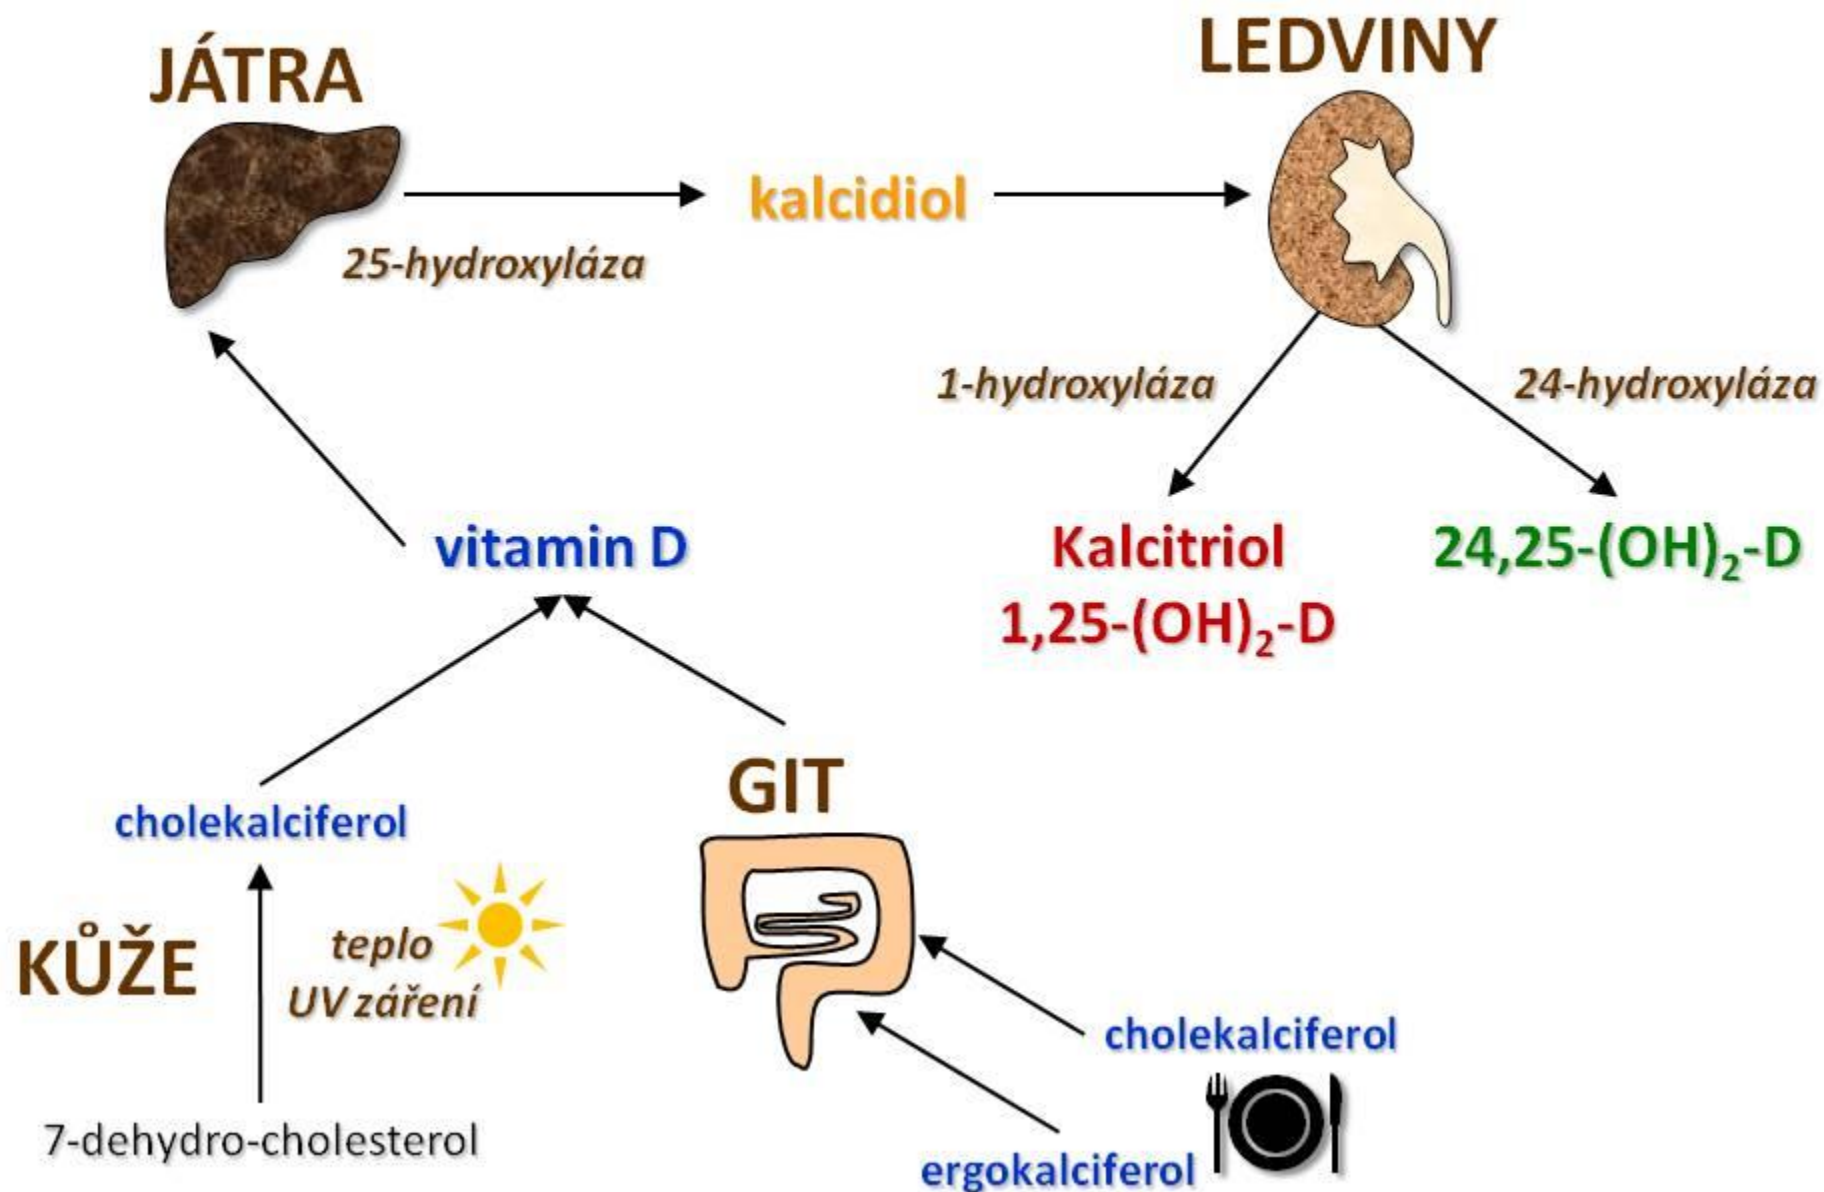 JÁTRA
LEDVINY
kalcidiol
25-hydroxyláza
1-hydroxyláza
24-hydroxyláza
vitamin D
Kalcitriol
1,25-(OH)₂-D
24,25-(OH)₂-D
GIT
cholekalciferol
KŮŽE
teplo
UV záření
cholekalciferol
7-dehydro-cholesterol
ergokalciferol